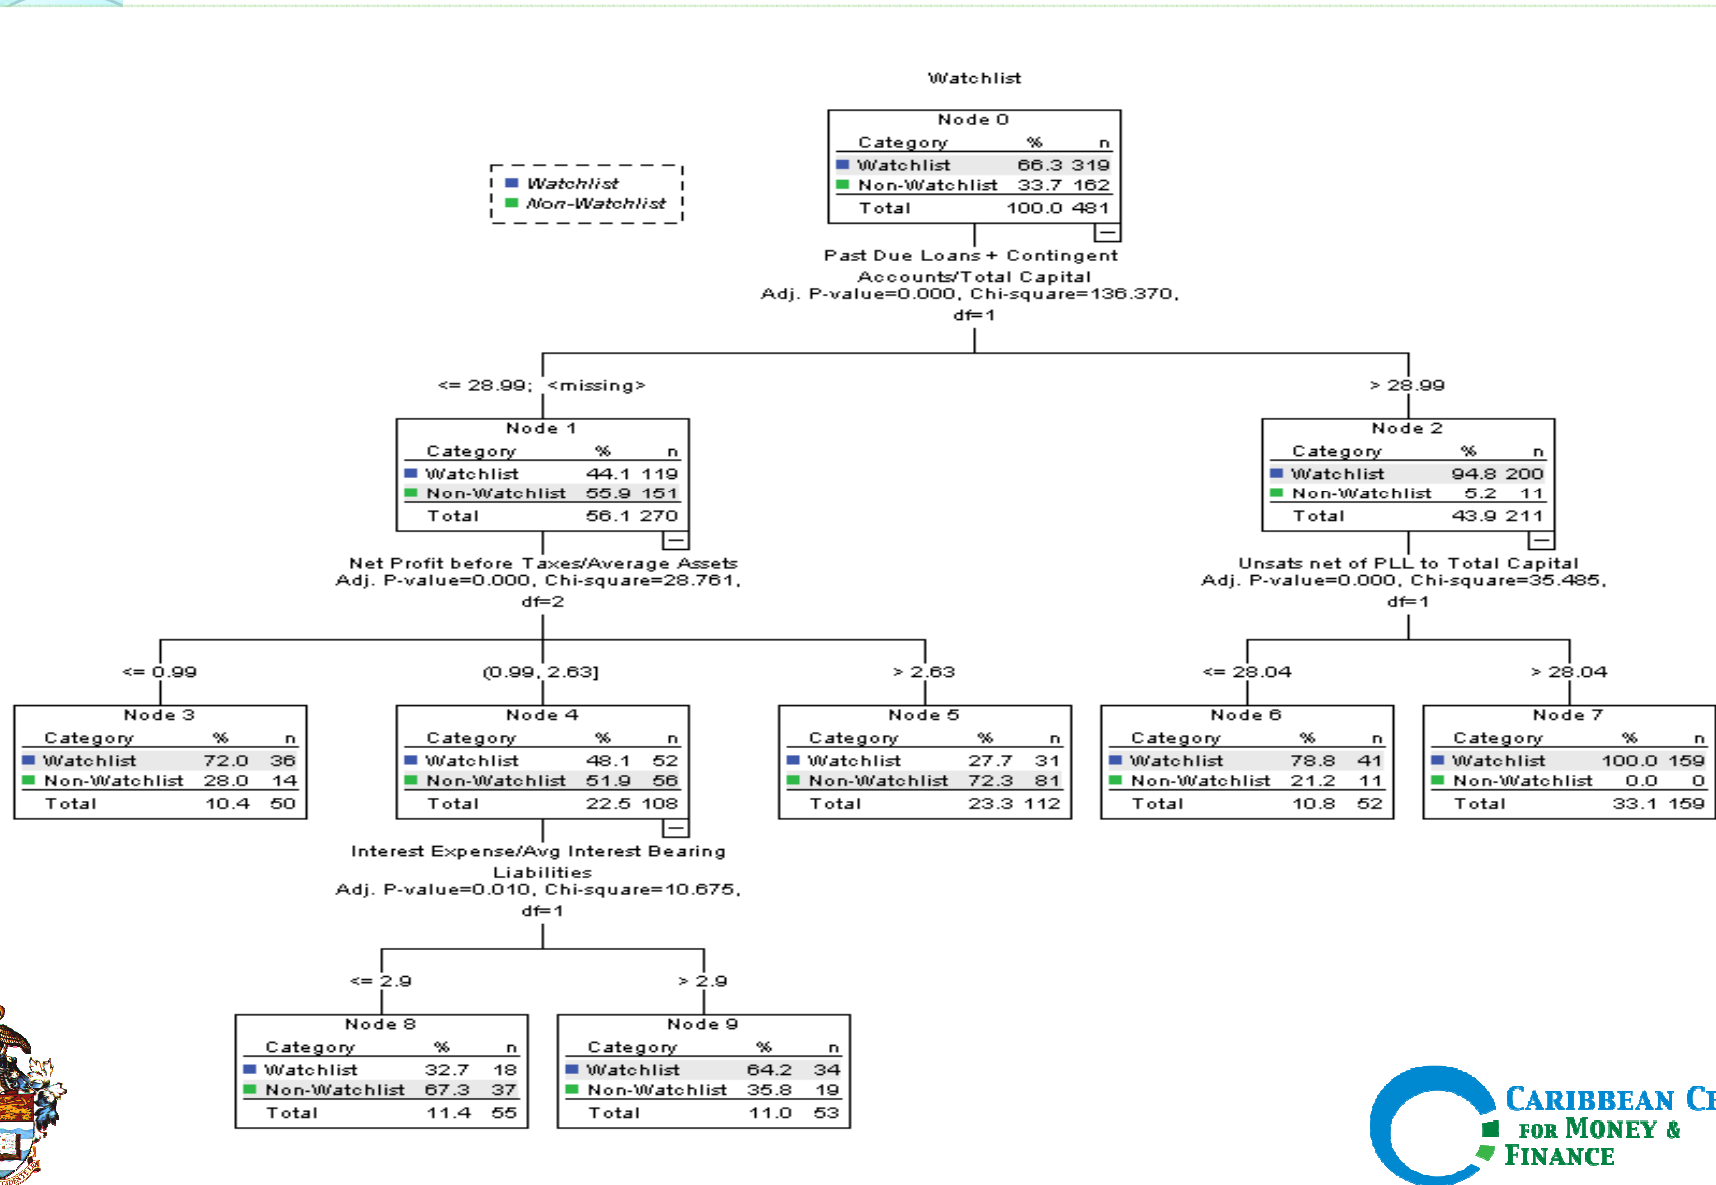 Watchlist
Node 0
Category % n
Watchlist 66.3 319
Non-Watchlist 33.7 162
Total 100.0 481
Watchlist
Non-Watchlist
Past Due Loans + Contingent
Accounts/Total Capital
Adj. P-value=0.000, Chi-square=136.370,
df=1
<= 28.99; <missing>
> 28.99
Node 1
Category % n
Watchlist 44.1 119
Non-Watchlist 55.9 151
Total 56.1 270
Node 2
Category % n
Watchlist 94.8 200
Non-Watchlist 5.2 11
Total 43.9 211
Net Profit before Taxes/Average Assets
Adj. P-value=0.000, Chi-square=28.761,
df=2
Unsats net of PLL to Total Capital
Adj. P-value=0.000, Chi-square=35.485,
df=1
<= 0.99
(0.99, 2.63]
> 2.63
<= 28.04
> 28.04
Node 3
Category % n
Watchlist 72.0 36
Non-Watchlist 28.0 14
Total 10.4 50
Node 4
Category % n
Watchlist 48.1 52
Non-Watchlist 51.9 56
Total 22.5 108
Node 5
Category % n
Watchlist 27.7 31
Non-Watchlist 72.3 81
Total 23.3 112
Node 6
Category % n
Watchlist 78.8 41
Non-Watchlist 21.2 11
Total 10.8 52
Node 7
Category % n
Watchlist 100.0 159
Non-Watchlist 0.0 0
Total 33.1 159
Interest Expense/Avg Interest Bearing
Liabilities
Adj. P-value=0.010, Chi-square=10.675,
df=1
<= 2.9
> 2.9
Node 8
Category % n
Watchlist 32.7 18
Non-Watchlist 67.3 37
Total 11.4 55
Node 9
Category % n
Watchlist 64.2 34
Non-Watchlist 35.8 19
Total 11.0 53
CARIBBEAN CE
FOR MONEY &
FINANCE